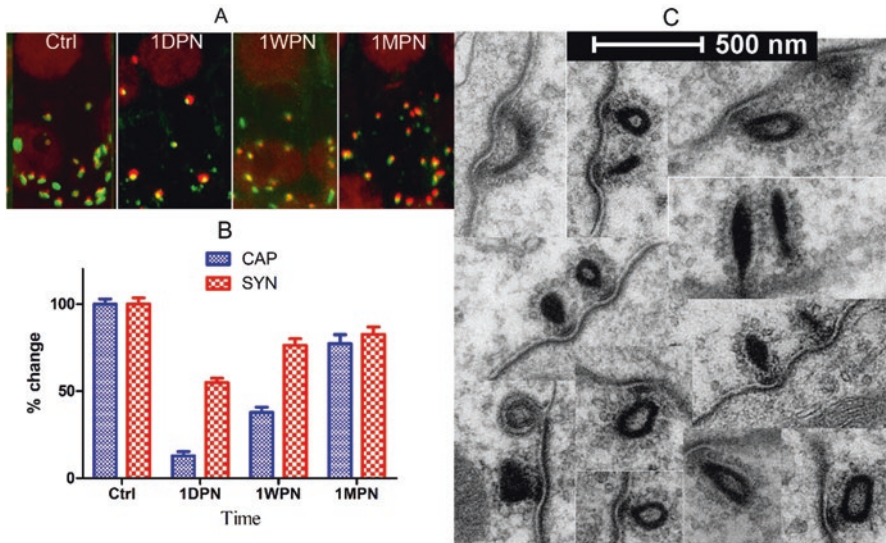 A
Ctrl 1DPN 1WPN 1MPN
B
CAP
SYN
% change
100
50
0
Ctrl 1DPN 1WPN 1MPN
Time
C
500 nm